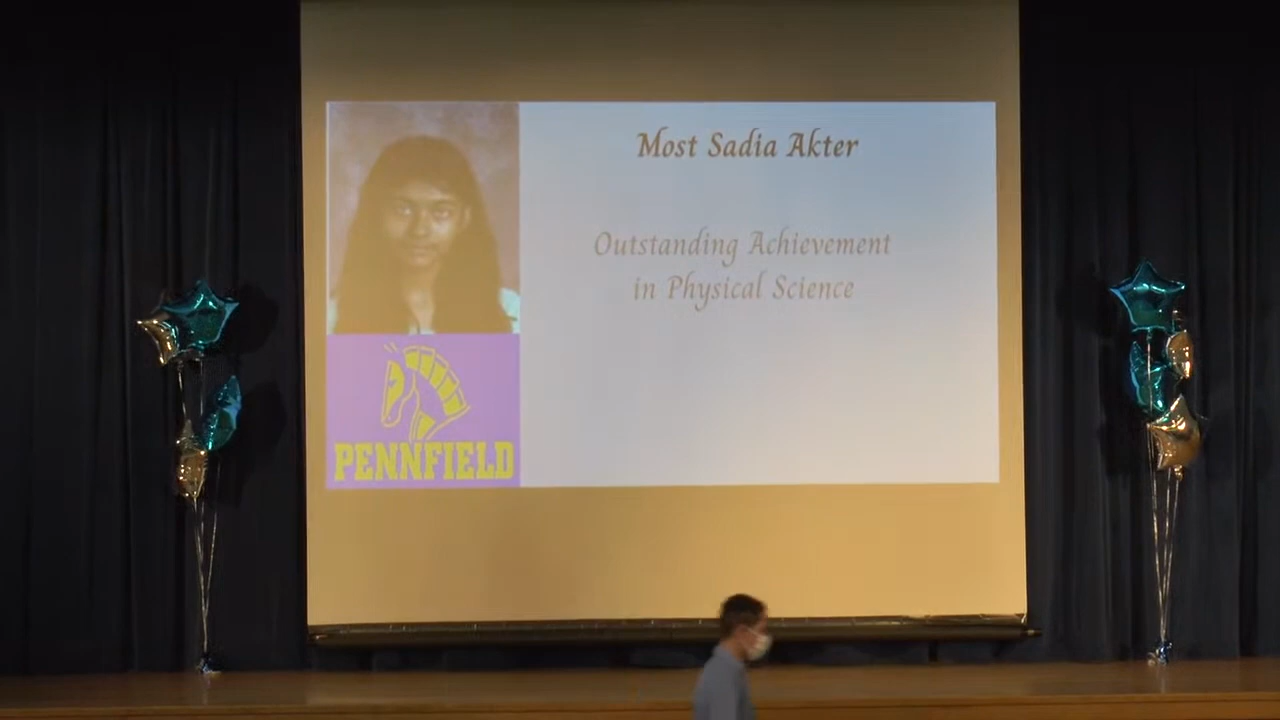 Most Sadia Akter
Outstanding Achievement
in Physical Science
PENNFIELD